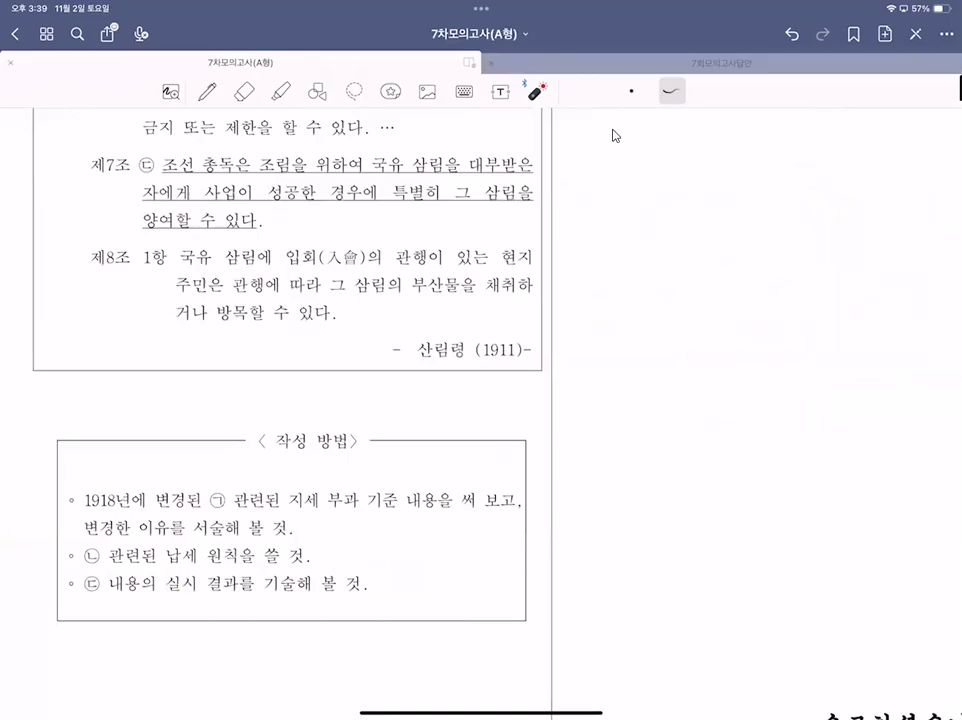 오후 3:39 11월 2일 토요일
57%
7차모의고사(A형)
7차모의고사(A형)
7회모의고사답안
금지 또는 제한을 할 수 있다. …
제7조 ㉢ 조선 총독은 조림을 위하여 국유 삼림을 대부받은
자에게 사업이 성공한 경우에 특별히 그 삼림을
양여할 수 있다.
제8조 1항 국유 삼림에 입회(入會)의 관행이 있는 현지
주민은 관행에 따라 그 삼림의 부산물을 채취하
거나 방목할 수 있다.
- 산림령 (1911)-
〈 작성 방법〉
◦ 1918년에 변경된 ㉠ 관련된 지세 부과 기준 내용을 써 보고,
변경한 이유를 서술해 볼 것.
◦ ㉡ 관련된 납세 원칙을 쓸 것.
◦ ㉢ 내용의 실시 결과를 기술해 볼 것.